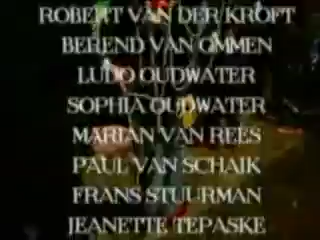 ROBERT VAN DER KROFT
BEREND VAN OMMEN
LUDO OUDWATER
SOPHIA OUDWATER
MARIAN VAN REES
PAUL VAN SCHAIK
FRANS STUURMAN
JEANETTE TEPASKE